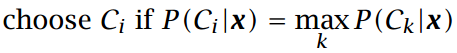 choose C_i if P(C_i|x) = max_k P(C_k|x)